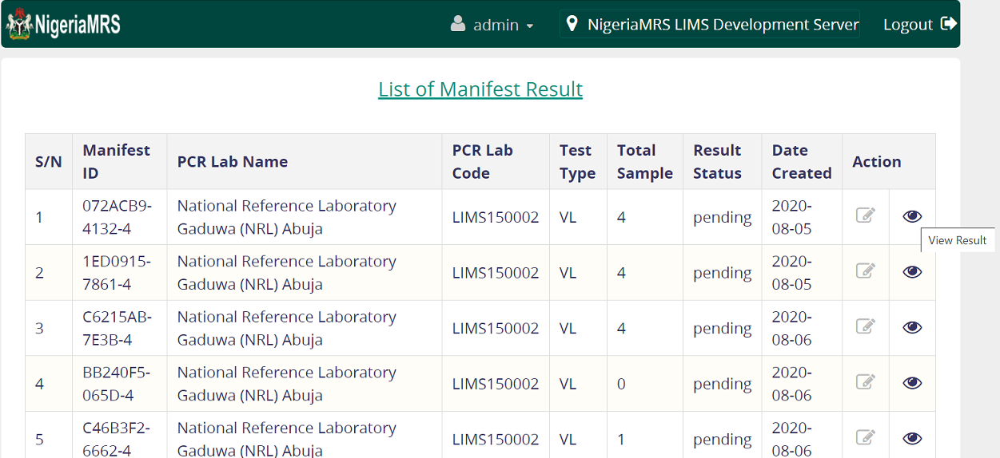 NigeriaMRS admin NigeriaMRS LIMS Development Server Logout
List of Manifest Result
S/N Manifest ID PCR Lab Name PCR Lab Code Test Type Total Sample Result Status Date Created Action
1 072ACB9-4132-4 National Reference Laboratory Gaduwa (NRL) Abuja LIMS150002 VL 4 pending 2020-08-05
View Result
2 1ED0915-7861-4 National Reference Laboratory Gaduwa (NRL) Abuja LIMS150002 VL 4 pending 2020-08-05
3 C6215AB-7E3B-4 National Reference Laboratory Gaduwa (NRL) Abuja LIMS150002 VL 4 pending 2020-08-06
4 BB240F5-065D-4 National Reference Laboratory Gaduwa (NRL) Abuja LIMS150002 VL 0 pending 2020-08-06
5 C46B3F2-6662-4 National Reference Laboratory Gaduwa (NRL) Abuja LIMS150002 VL 1 pending 2020-08-06